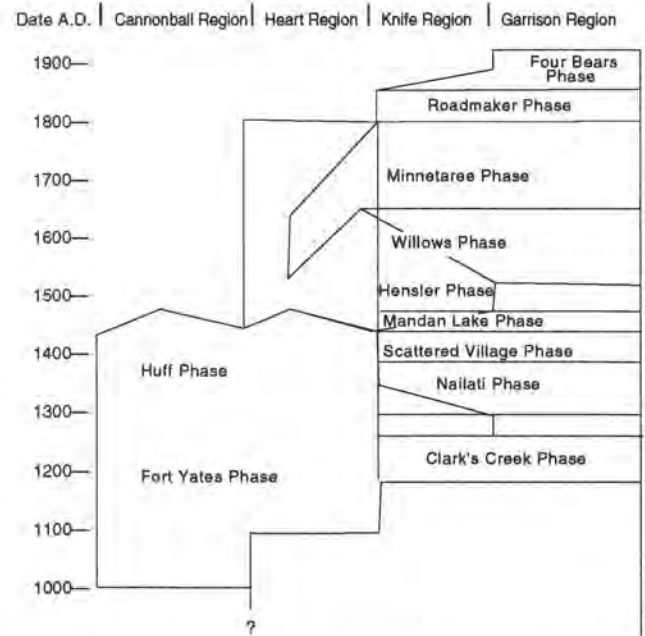 Date A.D. Cannonball Region Heart Region Knife Region Garrison Region
1900—
Four Bears
Phase
Roadmaker Phase
1800—
1700—
Minnetaree Phase
1600—
Willows Phase
1500—
Hensler Phase
Mandan Lake Phase
1400—
Scattered Village Phase
Huff Phase
Nailati Phase
1300—
1200—
Clark's Creek Phase
Fort Yates Phase
1100—
1000—
?